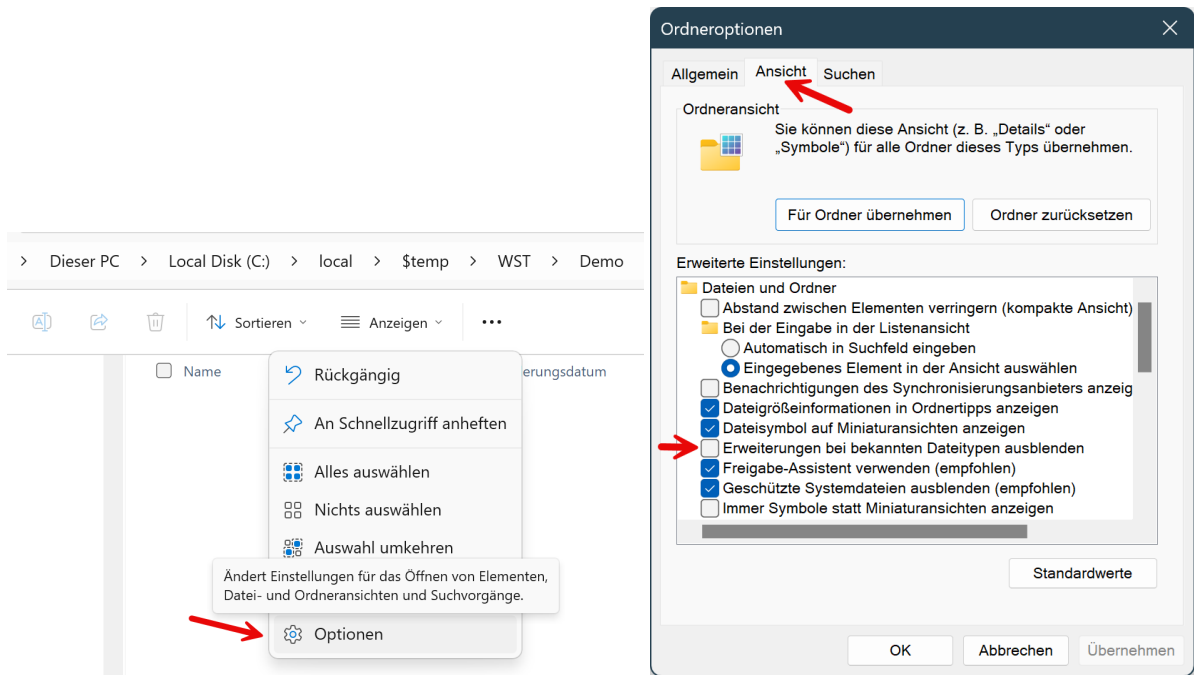 Dieser PC > Local Disk (C:) > local > $temp > WST > Demo
Sortieren
Anzeigen
Name
erungsdatum
Rückgängig
An Schnellzugriff anheften
Alles auswählen
Nichts auswählen
Auswahl umkehren
Ändert Einstellungen für das Öffnen von Elementen,
Datei- und Ordneransichten und Suchvorgänge.
Optionen
Ordneroptionen
Allgemein Ansicht Suchen
Ordneransicht
Sie können diese Ansicht (z. B. „Details“ oder
„Symbole“) für alle Ordner dieses Typs übernehmen.
Für Ordner übernehmen Ordner zurücksetzen
Erweiterte Einstellungen:
Dateien und Ordner
Abstand zwischen Elementen verringern (kompakte Ansicht)
Bei der Eingabe in der Listenansicht
Automatisch in Suchfeld eingeben
Eingegebenes Element in der Ansicht auswählen
Benachrichtigungen des Synchronisierungsanbieters anzeig
Dateigrößeinformationen in Ordnertipps anzeigen
Dateisymbol auf Miniaturansichten anzeigen
Erweiterungen bei bekannten Dateitypen ausblenden
Freigabe-Assistent verwenden (empfohlen)
Geschützte Systemdateien ausblenden (empfohlen)
Immer Symbole statt Miniaturansichten anzeigen
Standardwerte
OK Abbrechen Übernehmen